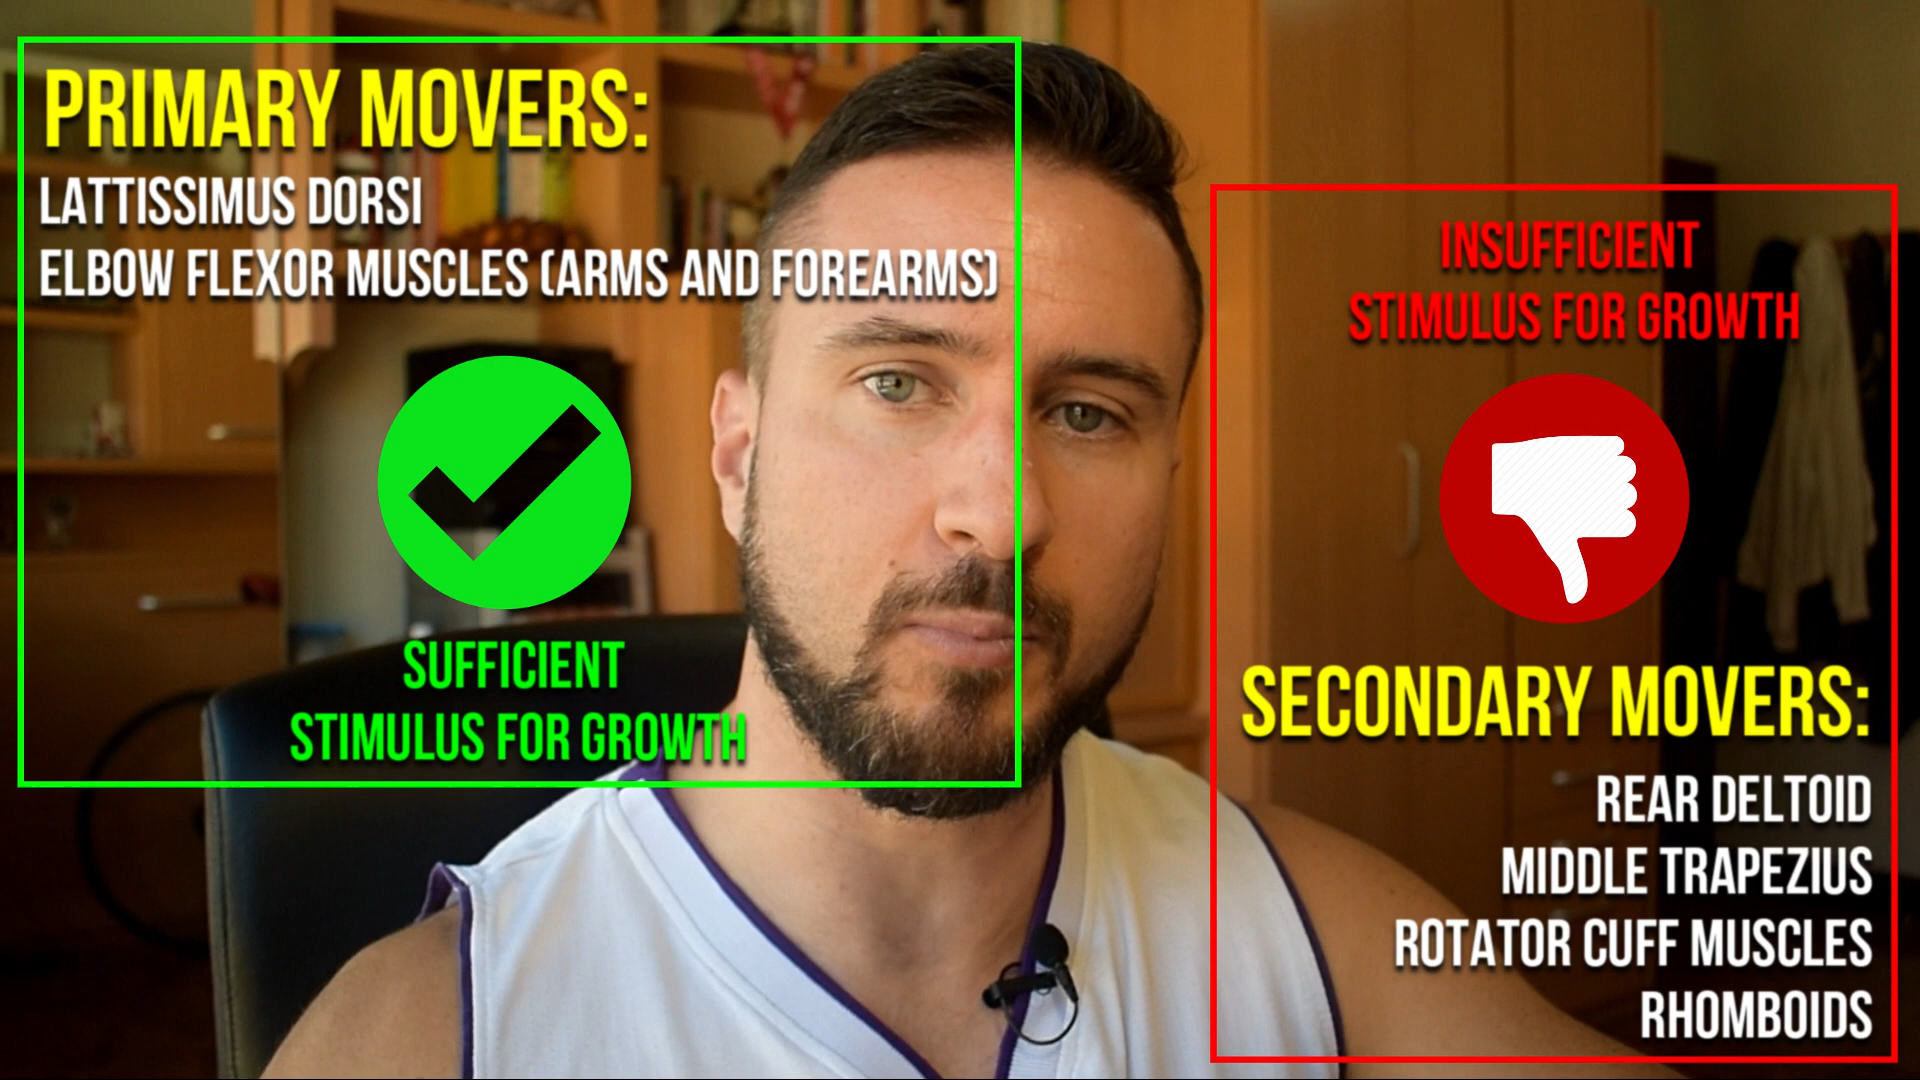 PRIMARY MOVERS:
LATTISSIMUS DORSI
ELBOW FLEXOR MUSCLES (ARMS AND FOREARMS)
SUFFICIENT
STIMULUS FOR GROWTH
INSUFFICIENT
STIMULUS FOR GROWTH
SECONDARY MOVERS:
REAR DELTOID
MIDDLE TRAPEZIUS
ROTATOR CUFF MUSCLES
RHOMBOIDS